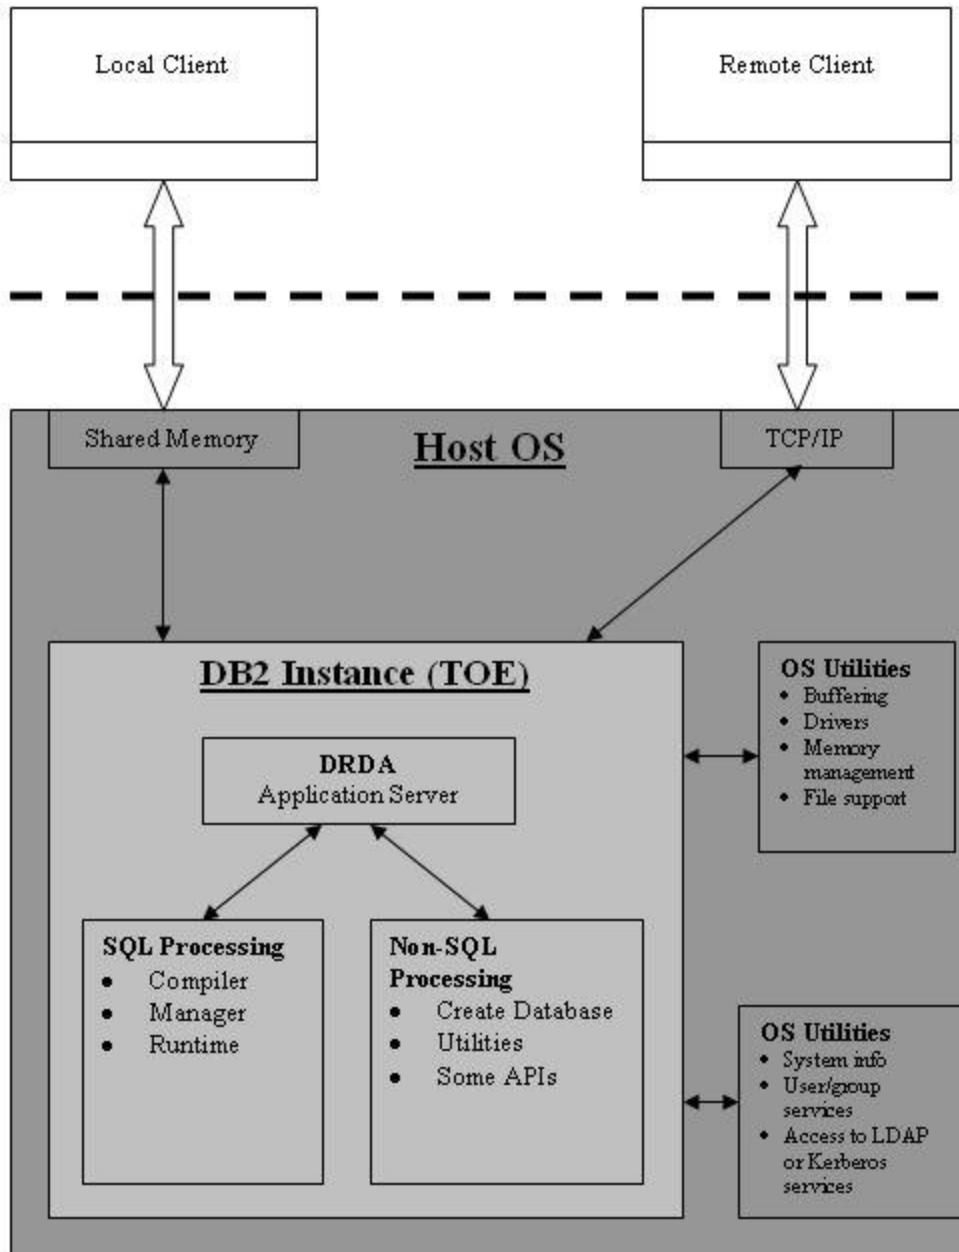 Local Client
Remote Client
Shared Memory
Host OS
TCP/IP
DB2 Instance (TOE)
DRDA
Application Server
SQL Processing
• Compiler
• Manager
• Runtime
Non-SQL
Processing
• Create Database
• Utilities
• Some APIs
OS Utilities
• Buffering
• Drivers
• Memory
management
• File support
OS Utilities
• System info
• User/group
services
• Access to LDAP
or Kerberos
services